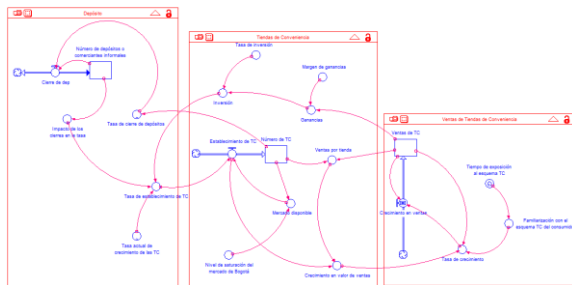 Depósito
Número de depósitos o
comerciantes informales
Cierre de dep
Impacto de los
cierres en la tasa
Tasa de cierre de depósitos
Tasa de establecimiento de TC
Tasa actual de
crecimiento de las TC
Tiendas de Conveniencia
Tasa de inversión
Margen de ganancias
Inversión
Ganancias
Establecimiento de TC
Número de TC
Ventas por tienda
Mercado disponible
Nivel de saturación del
mercado de Bogotá
Crecimiento en valor de ventas
Ventas de Tiendas de Conveniencia
Ventas de TC
Tiempo de exposición
al esquema TC
Crecimiento en ventas
Familiarización con el
esquema TC del consumidor
Tasa de crecimiento